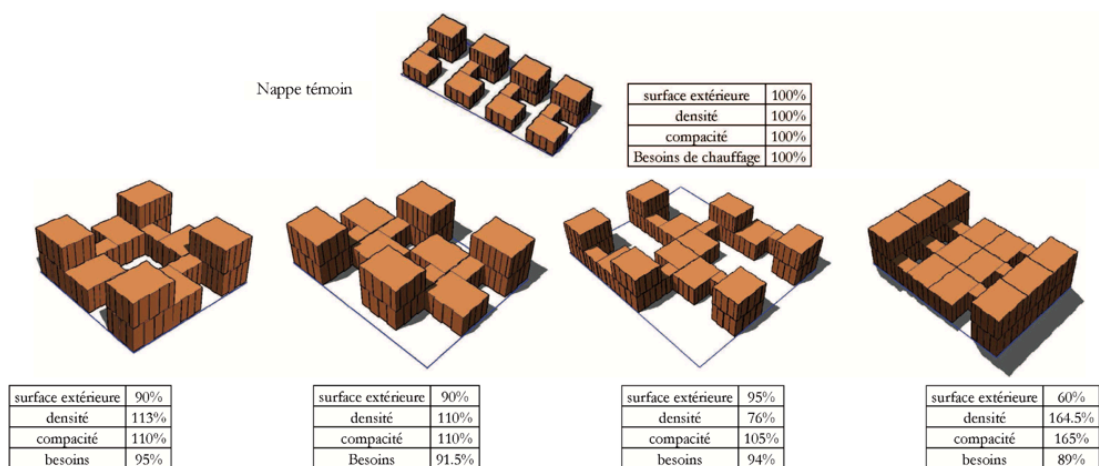 Nappe témoin
surface extérieure 100%
densité 100%
compacité 100%
Besoins de chauffage 100%
surface extérieure 90%
densité 113%
compacité 110%
besoins 95%
surface extérieure 90%
densité 110%
compacité 110%
Besoins 91.5%
surface extérieure 95%
densité 76%
compacité 105%
besoins 94%
surface extérieure 60%
densité 164.5%
compacité 165%
besoins 89%